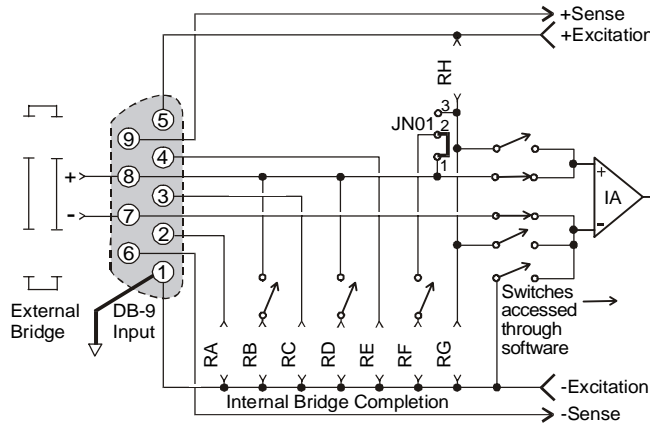 +Sense
+Excitation
RH
3
JN01
2
1
5
9
4
8
3
7
2
6
1
+
-
+
-
IA
External
Bridge
DB-9
Input
Switches
accessed
through
software
RA
RB
RC
RD
RE
RF
RG
-Excitation
Internal Bridge Completion
-Sense